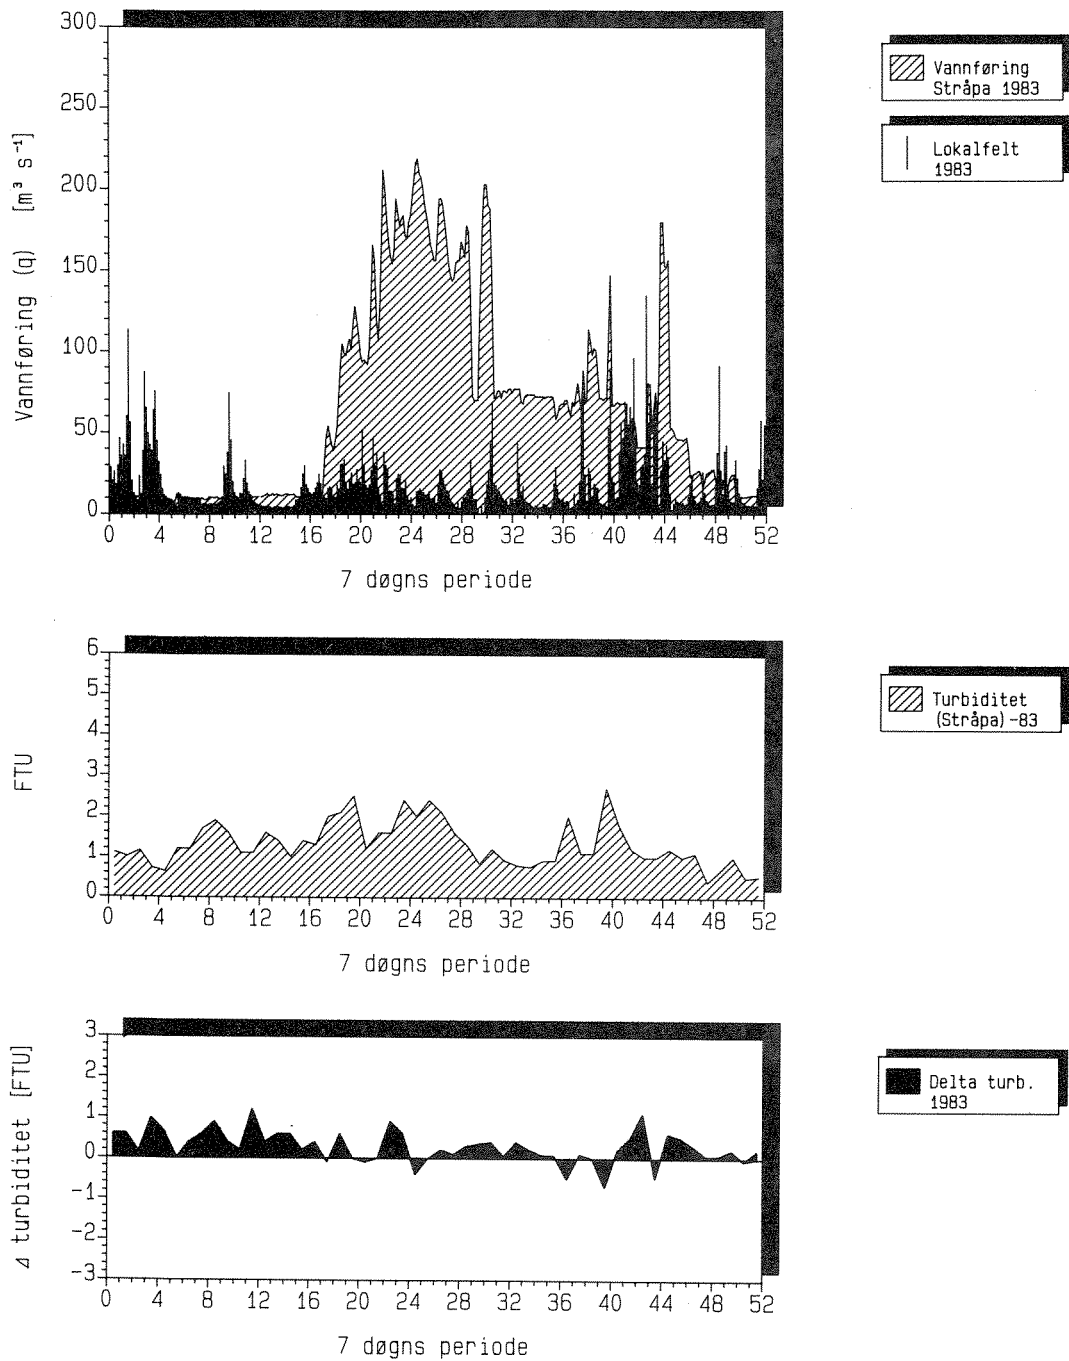 300
250
200
150
100
50
0
Vannføring (q) [m³ s⁻¹]
0 4 8 12 16 20 24 28 32 36 40 44 48 52
7 døgns periode
Vannføring
Stråpa 1983
Lokalfelt
1983
6
5
4
3
2
1
0
FTU
0 4 8 12 16 20 24 28 32 36 40 44 48 52
7 døgns periode
Turbiditet
(Stråpa)-83
3
2
1
0
-1
-2
-3
⊿ turbiditet [FTU]
0 4 8 12 16 20 24 28 32 36 40 44 48 52
7 døgns periode
Delta turb.
1983